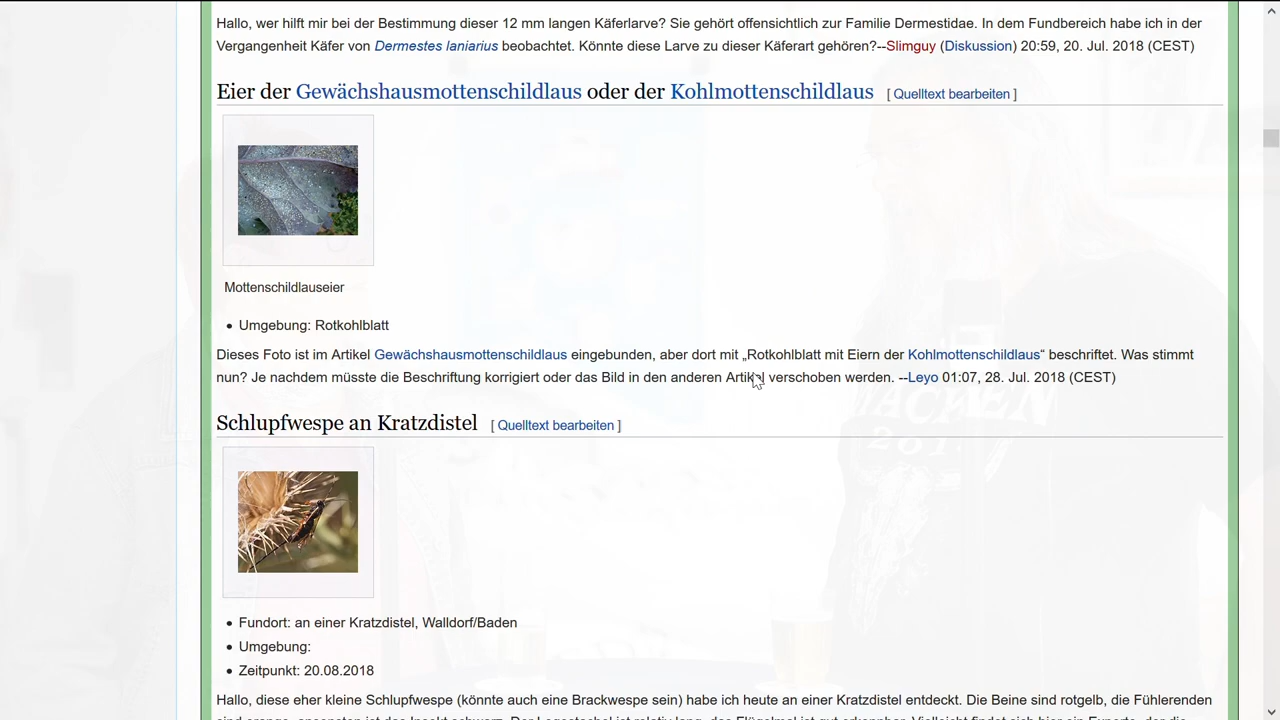 Hallo, wer hilft mir bei der Bestimmung dieser 12 mm langen Käferlarve? Sie gehört offensichtlich zur Familie Dermestidae. In dem Fundbereich habe ich in der
Vergangenheit Käfer von Dermestes laniarius beobachtet. Könnte diese Larve zu dieser Käferart gehören?--Slimguy (Diskussion) 20:59, 20. Jul. 2018 (CEST)
Eier der Gewächshausmottenschildlaus oder der Kohlmottenschildlaus [ Quelltext bearbeiten ]
Mottenschildlauseier
• Umgebung: Rotkohlblatt
Dieses Foto ist im Artikel Gewächshausmottenschildlaus eingebunden, aber dort mit „Rotkohlblatt mit Eiern der Kohlmottenschildlaus“ beschriftet. Was stimmt
nun? Je nachdem müsste die Beschriftung korrigiert oder das Bild in den anderen Artikel verschoben werden. --Leyo 01:07, 28. Jul. 2018 (CEST)
WACKEN
201
Schlupfwespe an Kratzdistel [ Quelltext bearbeiten ]
• Fundort: an einer Kratzdistel, Walldorf/Baden
• Umgebung:
• Zeitpunkt: 20.08.2018
Hallo, diese eher kleine Schlupfwespe (könnte auch eine Brackwespe sein) habe ich heute an einer Kratzdistel entdeckt. Die Beine sind rotgelb, die Fühlerenden